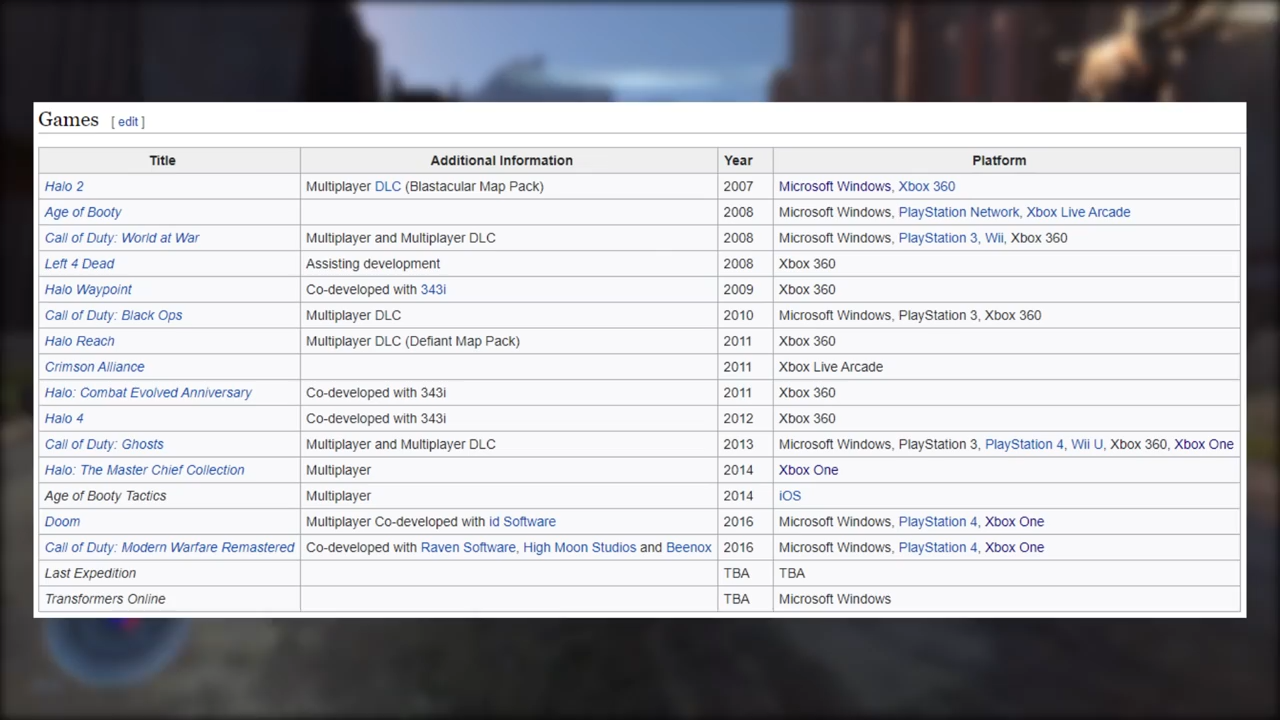 Games [ edit ]
Title Additional Information Year Platform
Halo 2 Multiplayer DLC (Blastacular Map Pack) 2007 Microsoft Windows, Xbox 360
Age of Booty 2008 Microsoft Windows, PlayStation Network, Xbox Live Arcade
Call of Duty: World at War Multiplayer and Multiplayer DLC 2008 Microsoft Windows, PlayStation 3, Wii, Xbox 360
Left 4 Dead Assisting development 2008 Xbox 360
Halo Waypoint Co-developed with 343i 2009 Xbox 360
Call of Duty: Black Ops Multiplayer DLC 2010 Microsoft Windows, PlayStation 3, Xbox 360
Halo Reach Multiplayer DLC (Defiant Map Pack) 2011 Xbox 360
Crimson Alliance 2011 Xbox Live Arcade
Halo: Combat Evolved Anniversary Co-developed with 343i 2011 Xbox 360
Halo 4 Co-developed with 343i 2012 Xbox 360
Call of Duty: Ghosts Multiplayer and Multiplayer DLC 2013 Microsoft Windows, PlayStation 3, PlayStation 4, Wii U, Xbox 360, Xbox One
Halo: The Master Chief Collection Multiplayer 2014 Xbox One
Age of Booty Tactics Multiplayer 2014 iOS
Doom Multiplayer Co-developed with id Software 2016 Microsoft Windows, PlayStation 4, Xbox One
Call of Duty: Modern Warfare Remastered Co-developed with Raven Software, High Moon Studios and Beenox 2016 Microsoft Windows, PlayStation 4, Xbox One
Last Expedition TBA TBA
Transformers Online TBA Microsoft Windows